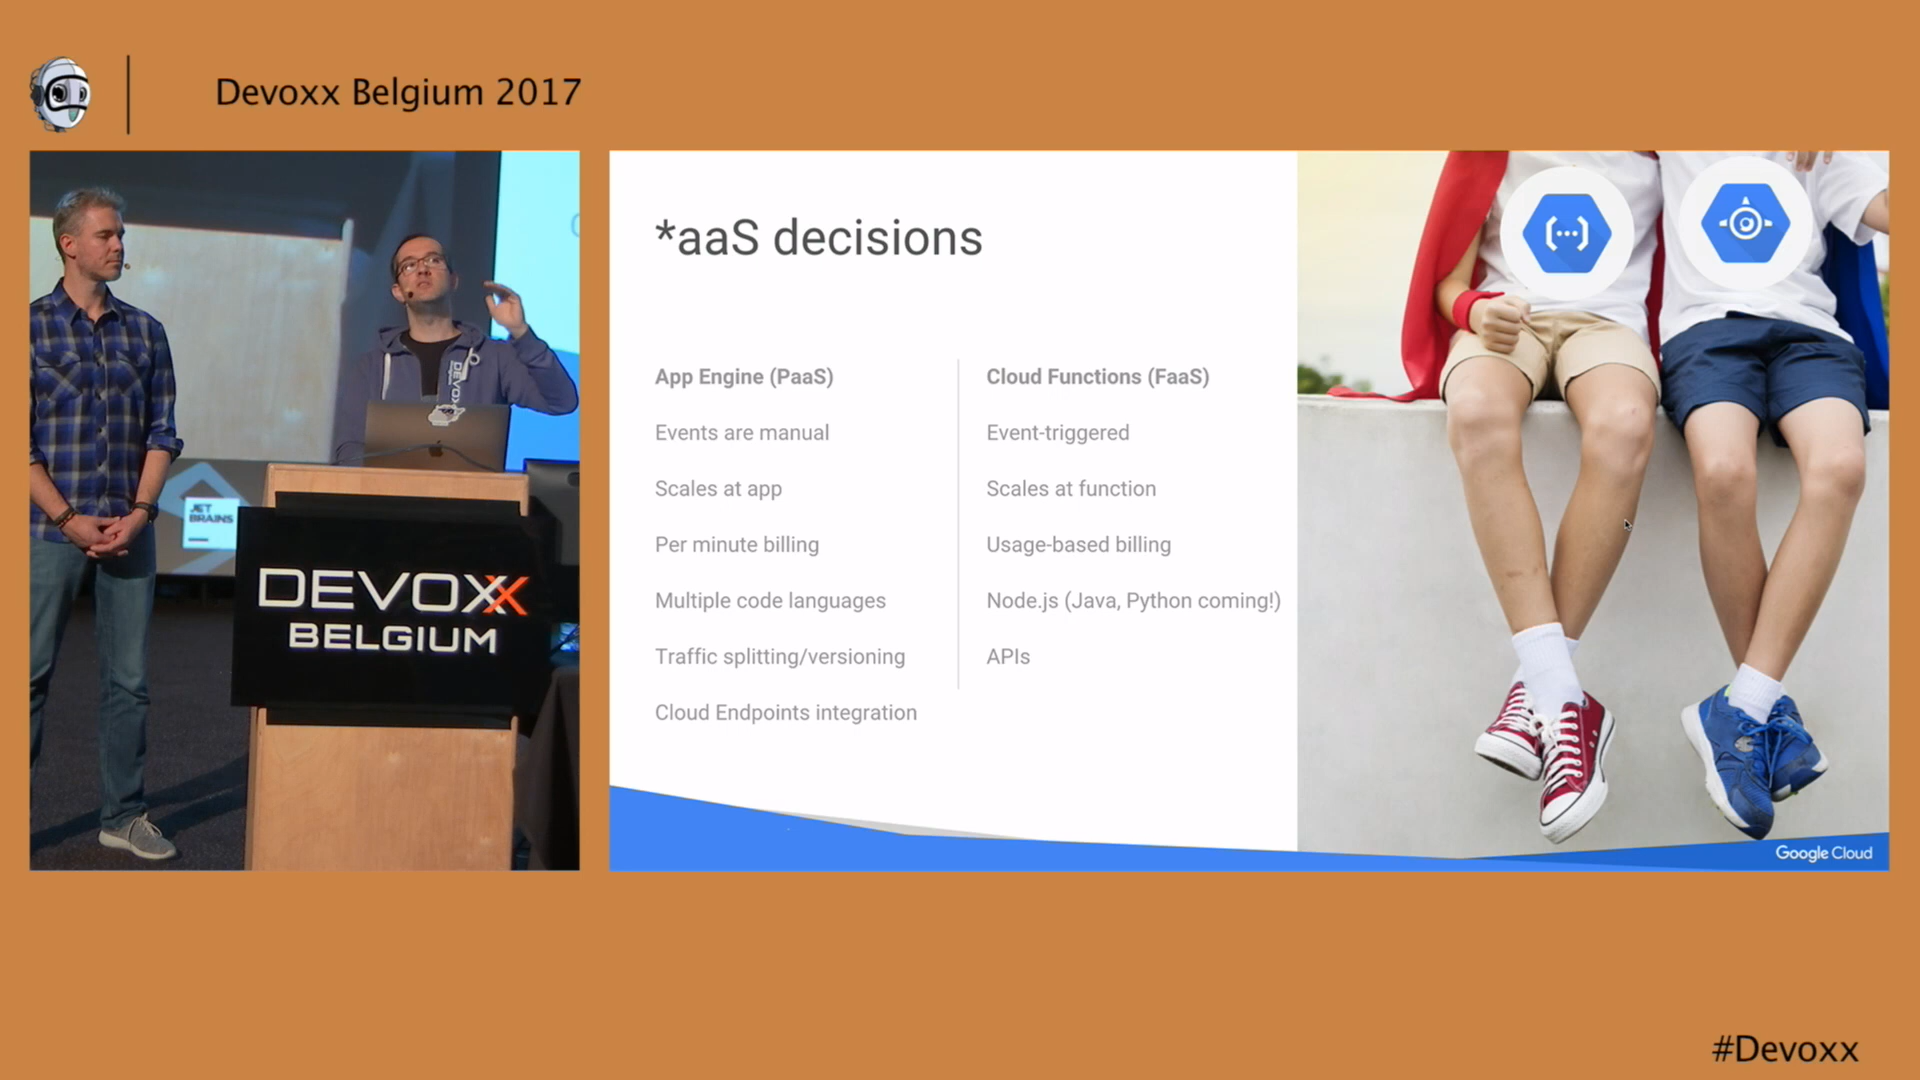 Devoxx Belgium 2017
DEVOXX
JET
BRAINS
DEVOXX
BELGIUM
*aaS decisions
App Engine (PaaS)
Events are manual
Scales at app
Per minute billing
Multiple code languages
Traffic splitting/versioning
Cloud Endpoints integration
Cloud Functions (FaaS)
Event-triggered
Scales at function
Usage-based billing
Node.js (Java, Python coming!)
APIs
Google Cloud
#Devoxx